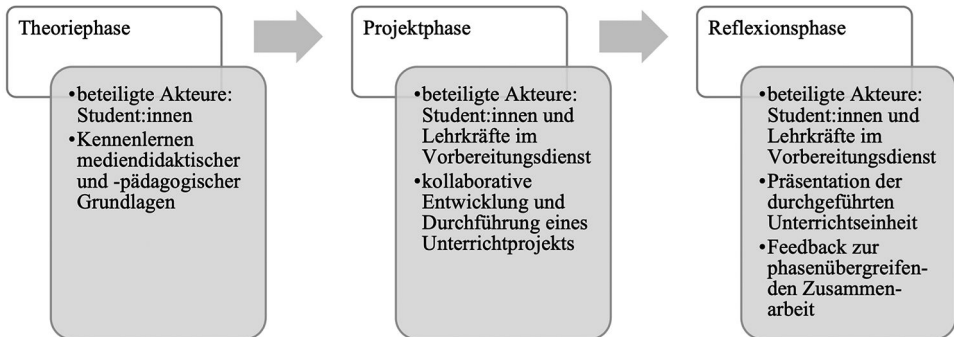 Theoriephase
•beteiligte Akteure:
Student:innen
•Kennenlernen
mediendidaktischer
und -pädagogischer
Grundlagen
Projektphase
•beteiligte Akteure:
Student:innen und
Lehrkräfte im
Vorbereitungsdienst
•kollaborative
Entwicklung und
Durchführung eines
Unterrichtprojekts
Reflexionsphase
•beteiligte Akteure:
Student:innen und
Lehrkräfte im
Vorbereitungsdienst
•Präsentation der
durchgeführten
Unterrichtseinheit
•Feedback zur
phasenübergreifen-
den Zusammen-
arbeit